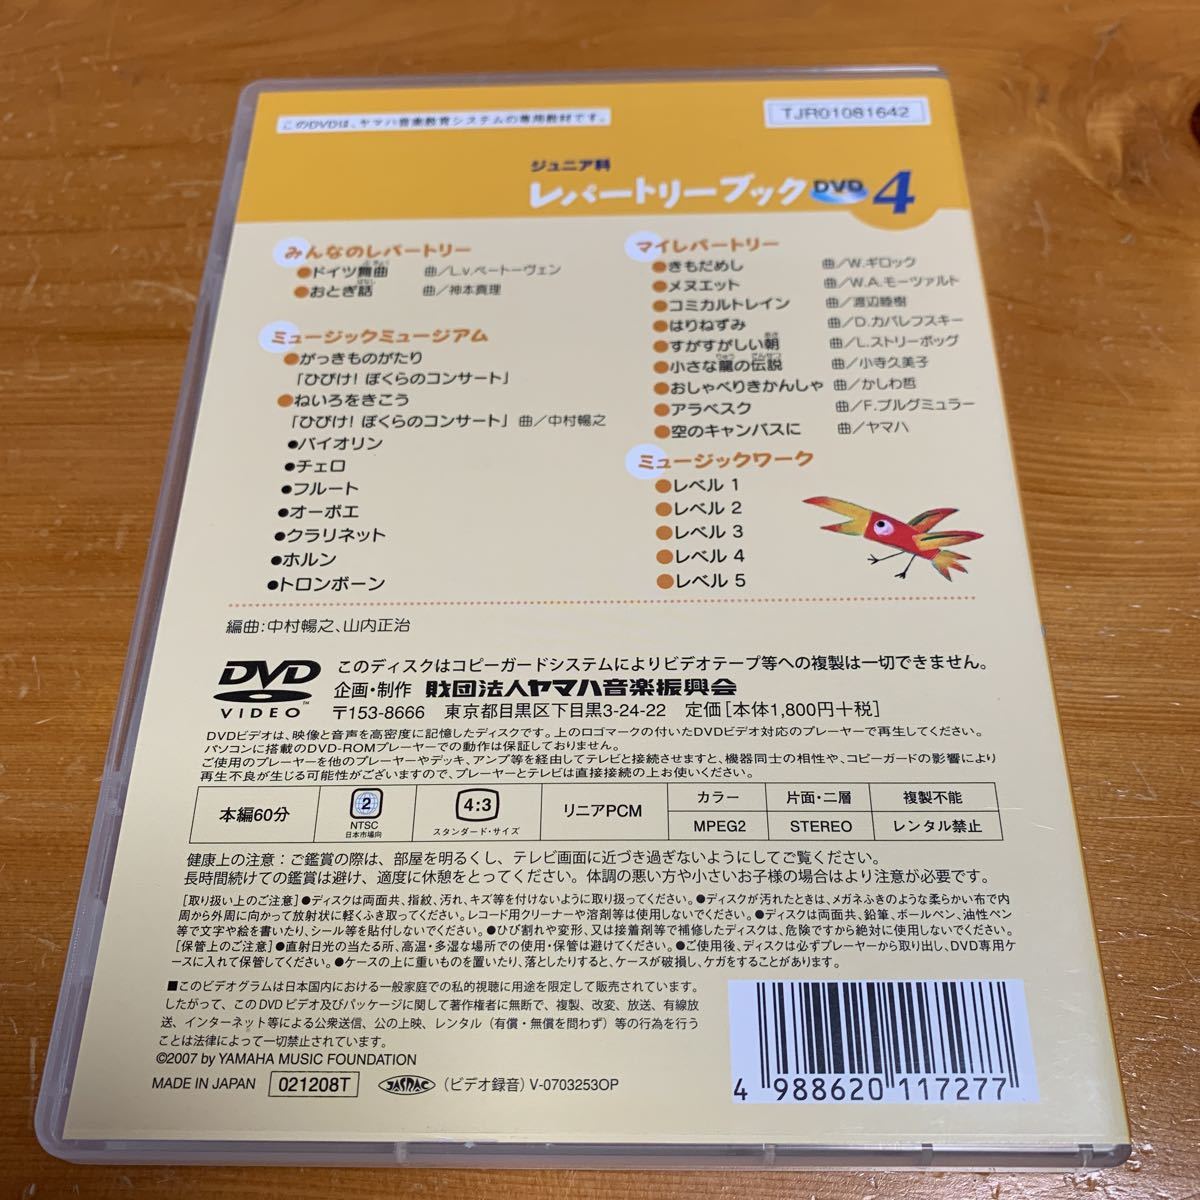 このDVDは、ヤマハ音楽教育システムの専用教材です。
TJR01081642
ジュニア科
レパートリーブック DVD 4
みんなのレパートリー
●ドイツ舞曲 曲／L.v.ベートーヴェン
●おとぎ話 曲／神本真理
ミュージックミュージアム
●がっきものがたり
「ひびけ! ぼくらのコンサート」
●ねいろをきこう
「ひびけ! ぼくらのコンサート」 曲／中村暢之
●バイオリン
●チェロ
●フルート
●オーボエ
●クラリネット
●ホルン
●トロンボーン
マイレパートリー
●きもだめし 曲／W.ギロック
●メヌエット 曲／W.A.モーツァルト
●コミカルトレイン 曲／渡辺睦樹
●はりねずみ 曲／D.カバレフスキー
●すがすがしい朝 曲／L.ストリーボッグ
●小さな龍の伝説 曲／小寺久美子
●おしゃべりきかんしゃ 曲／かしわ哲
●アラベスク 曲／F.ブルグミュラー
●空のキャンバスに 曲／ヤマハ
ミュージックワーク
●レベル 1
●レベル 2
●レベル 3
●レベル 4
●レベル 5
編曲:中村暢之、山内正治
DVD VIDEO™
このディスクはコピーガードシステムによりビデオテープ等への複製は一切できません。
企画・制作 財団法人ヤマハ音楽振興会
〒153-8666 東京都目黒区下目黒3-24-22 定価[本体1,800円+税]
DVDビデオは、映像と音声を高密度に記憶したディスクです。上のロゴマークの付いたDVDビデオ対応のプレーヤーで再生してください。
パソコンに搭載のDVD-ROMプレーヤーでの動作は保証しておりません。
ご使用のプレーヤーを他のプレーヤーやデッキ、アンプ等を経由してテレビと接続させますと、機器同士の相性や、コピーガードの影響により
再生不良が生じる可能性がございますので、プレーヤーとテレビは直接接続の上お使いください。
本編60分
2
NTSC
日本市場向
4:3
スタンダード・サイズ
リニアPCM
カラー
片面・二層
複製不能
MPEG2
STEREO
レンタル禁止
健康上の注意：ご鑑賞の際は、部屋を明るくし、テレビ画面に近づき過ぎないようにしてご覧ください。
長時間続けての鑑賞は避け、適度に休憩をとってください。体調の悪い方や小さいお子様の場合はより注意が必要です。
[取り扱い上のご注意]●ディスクは両面共、指紋、汚れ、キズ等を付けないように取り扱ってください。●ディスクが汚れたときは、メガネふきのような柔らかい布で内
周から外周に向かって放射状に軽くふき取ってください。レコード用クリーナーや溶剤等は使用しないでください。●ディスクは両面共、鉛筆、ボールペン、油性ペン
等で文字や絵を書いたり、シール等を貼付しないでください。●ひび割れや変形、又は接着剤等で補修したディスクは、危険ですから絶対に使用しないでください。
[保管上のご注意]●直射日光の当たる所、高温・多湿な場所での使用・保管は避けてください。●ご使用後、ディスクは必ずプレーヤーから取り出し、DVD専用ケ
ースに入れて保管してください。●ケースの上に重いものを置いたり、落としたりすると、ケースが破損し、ケガをすることがあります。
■このビデオグラムは日本国内における一般家庭での私的視聴に用途を限定して販売されています。
したがって、このDVDビデオ及びパッケージに関して著作権者に無断で、複製、改変、放送、有線放
送、インターネット等による公衆送信、公の上映、レンタル（有償・無償を問わず）等の行為を行う
ことは法律によって一切禁止されています。
©2007 by YAMAHA MUSIC FOUNDATION
MADE IN JAPAN 021208T JASRAC (ビデオ録音) V-0703253OP
4 988620 117277